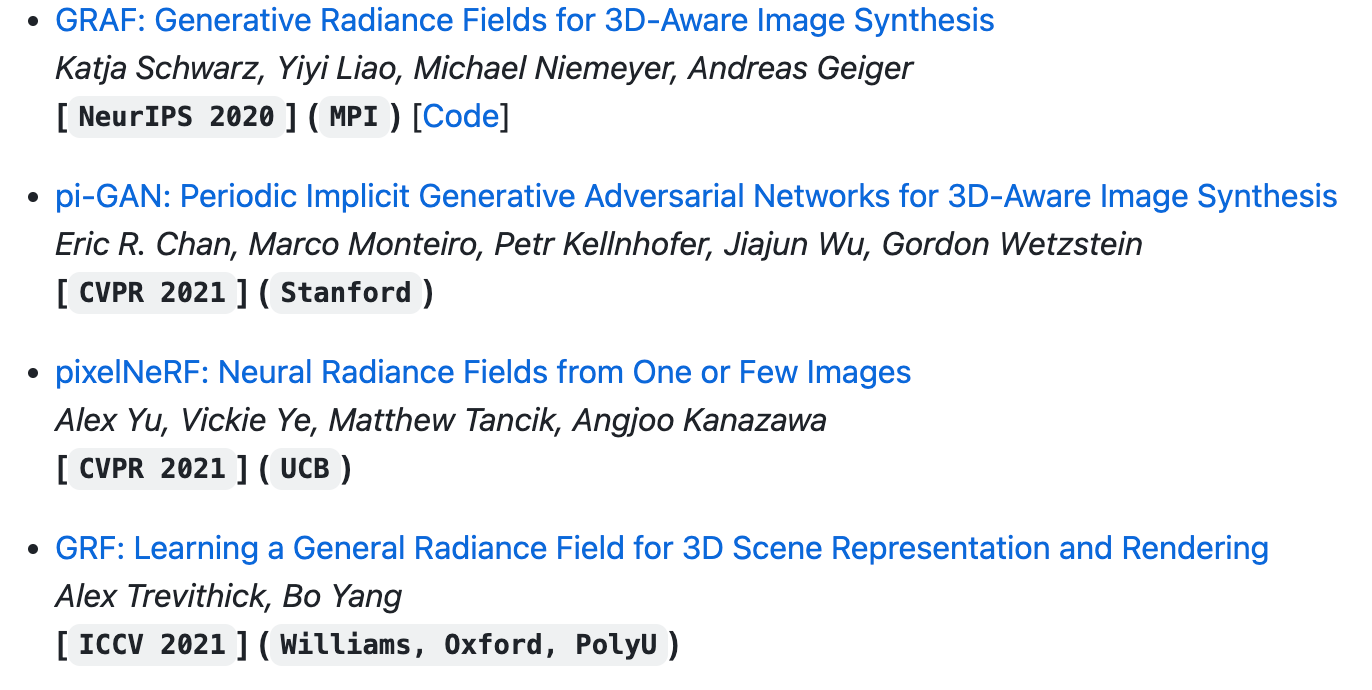 • GRAF: Generative Radiance Fields for 3D-Aware Image Synthesis
Katja Schwarz, Yiyi Liao, Michael Niemeyer, Andreas Geiger
[ NeurIPS 2020 ] ( MPI ) [Code]
• pi-GAN: Periodic Implicit Generative Adversarial Networks for 3D-Aware Image Synthesis
Eric R. Chan, Marco Monteiro, Petr Kellnhofer, Jiajun Wu, Gordon Wetzstein
[ CVPR 2021 ] ( Stanford )
• pixelNeRF: Neural Radiance Fields from One or Few Images
Alex Yu, Vickie Ye, Matthew Tancik, Angjoo Kanazawa
[ CVPR 2021 ] ( UCB )
• GRF: Learning a General Radiance Field for 3D Scene Representation and Rendering
Alex Trevithick, Bo Yang
[ ICCV 2021 ] ( Williams, Oxford, PolyU )